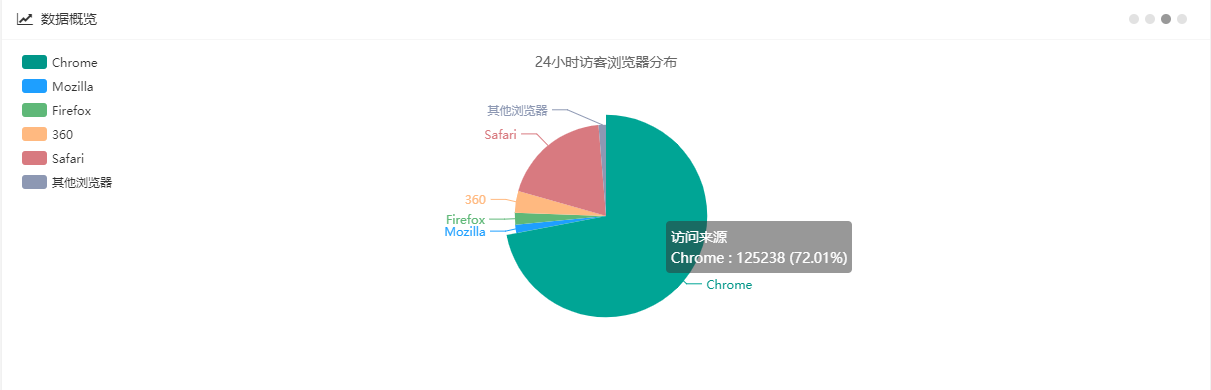 数据概览
Chrome
Mozilla
Firefox
360
Safari
其他浏览器
24小时访客浏览器分布
其他浏览器
Safari
360
Firefox
Mozilla
访问来源
Chrome : 125238 (72.01%)
Chrome